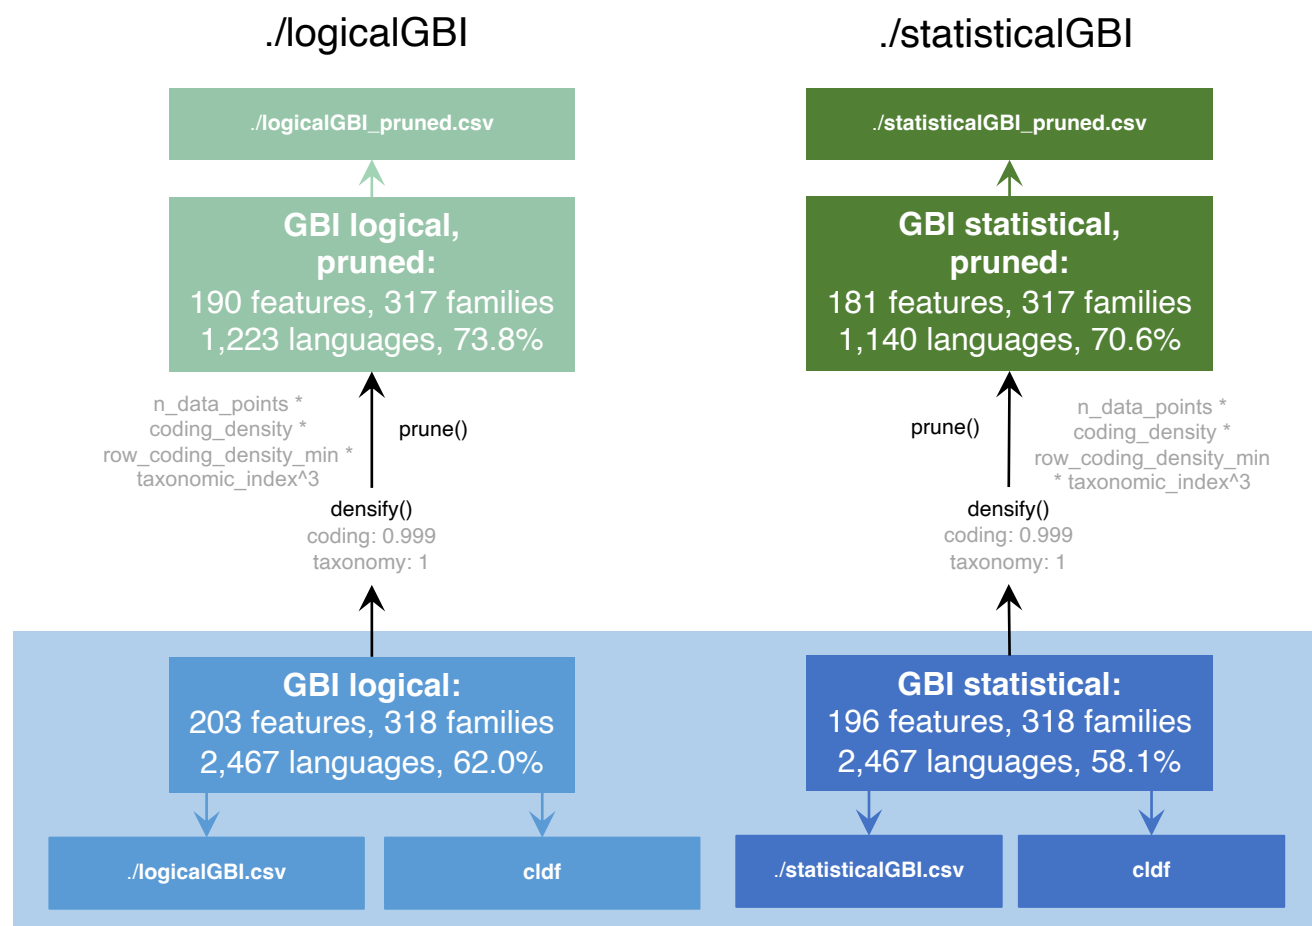 ./logicalGBI
./logicalGBI_pruned.csv
GBI logical,
pruned:
190 features, 317 families
1,223 languages, 73.8%
n_data_points *
coding_density *
row_coding_density_min *
taxonomic_index^3
prune()
densify()
coding: 0.999
taxonomy: 1
GBI logical:
203 features, 318 families
2,467 languages, 62.0%
./logicalGBI.csv
cldf
./statisticalGBI
./statisticalGBI_pruned.csv
GBI statistical,
pruned:
181 features, 317 families
1,140 languages, 70.6%
prune()
n_data_points *
coding_density *
row_coding_density_min
* taxonomic_index^3
densify()
coding: 0.999
taxonomy: 1
GBI statistical:
196 features, 318 families
2,467 languages, 58.1%
./statisticalGBI.csv
cldf